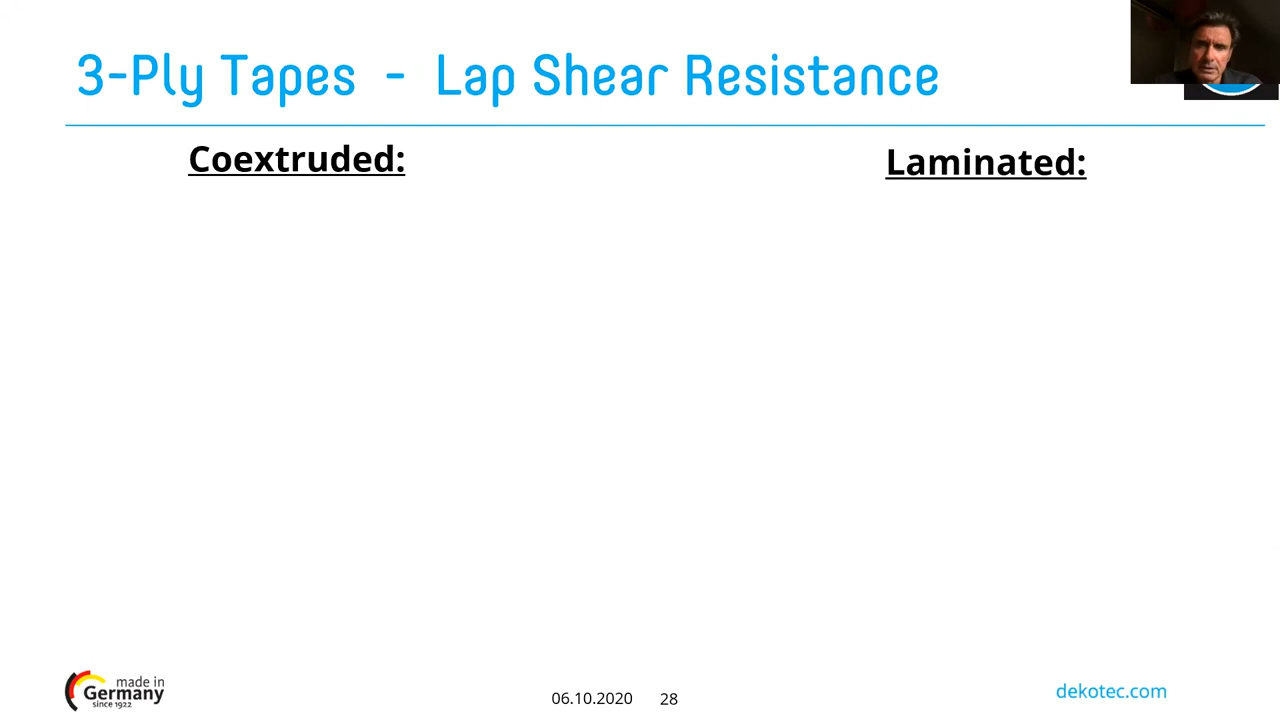 3-Ply Tapes - Lap Shear Resistance
Coextruded:
Laminated:
made in
Germany
since 1922
06.10.2020
28
dekotec.com